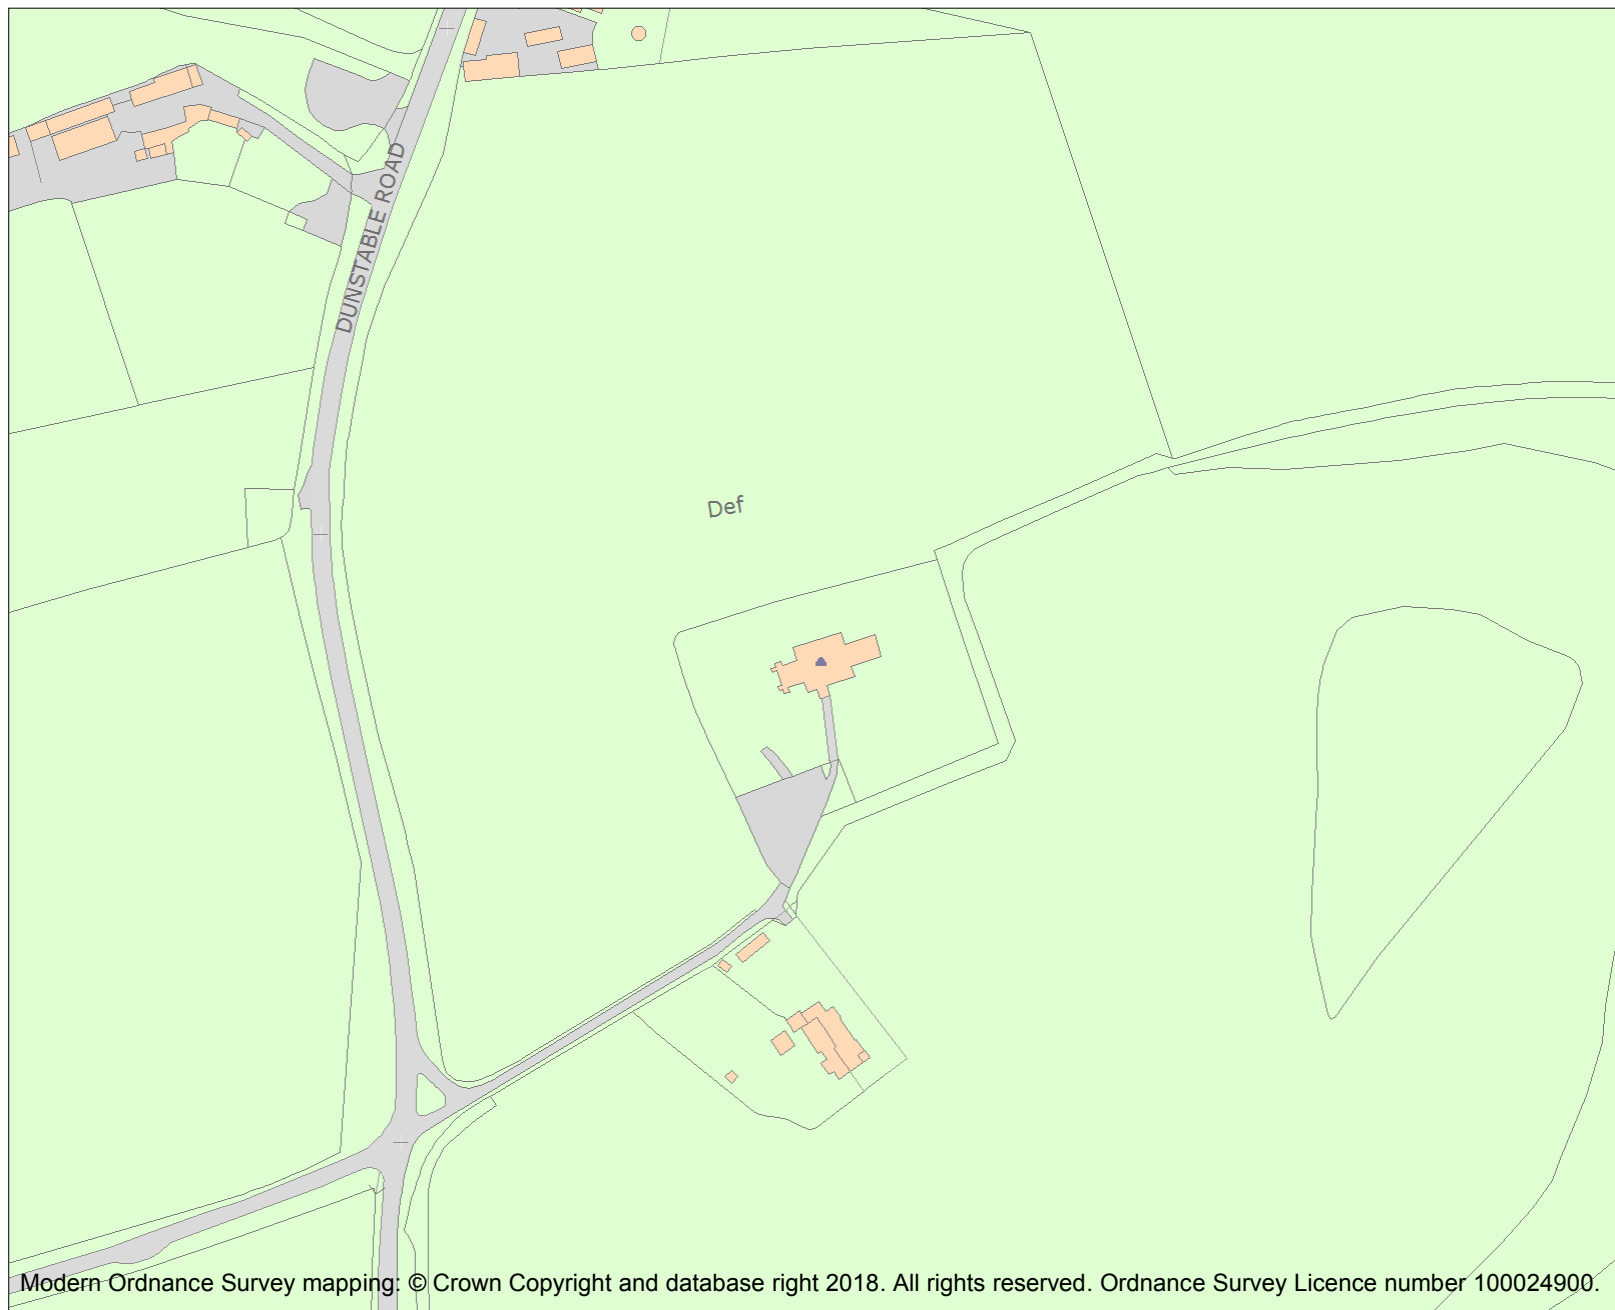 DUNSTABLE ROAD
Def
Modern Ordnance Survey mapping: © Crown Copyright and database right 2018. All rights reserved. Ordnance Survey Licence number 100024900.